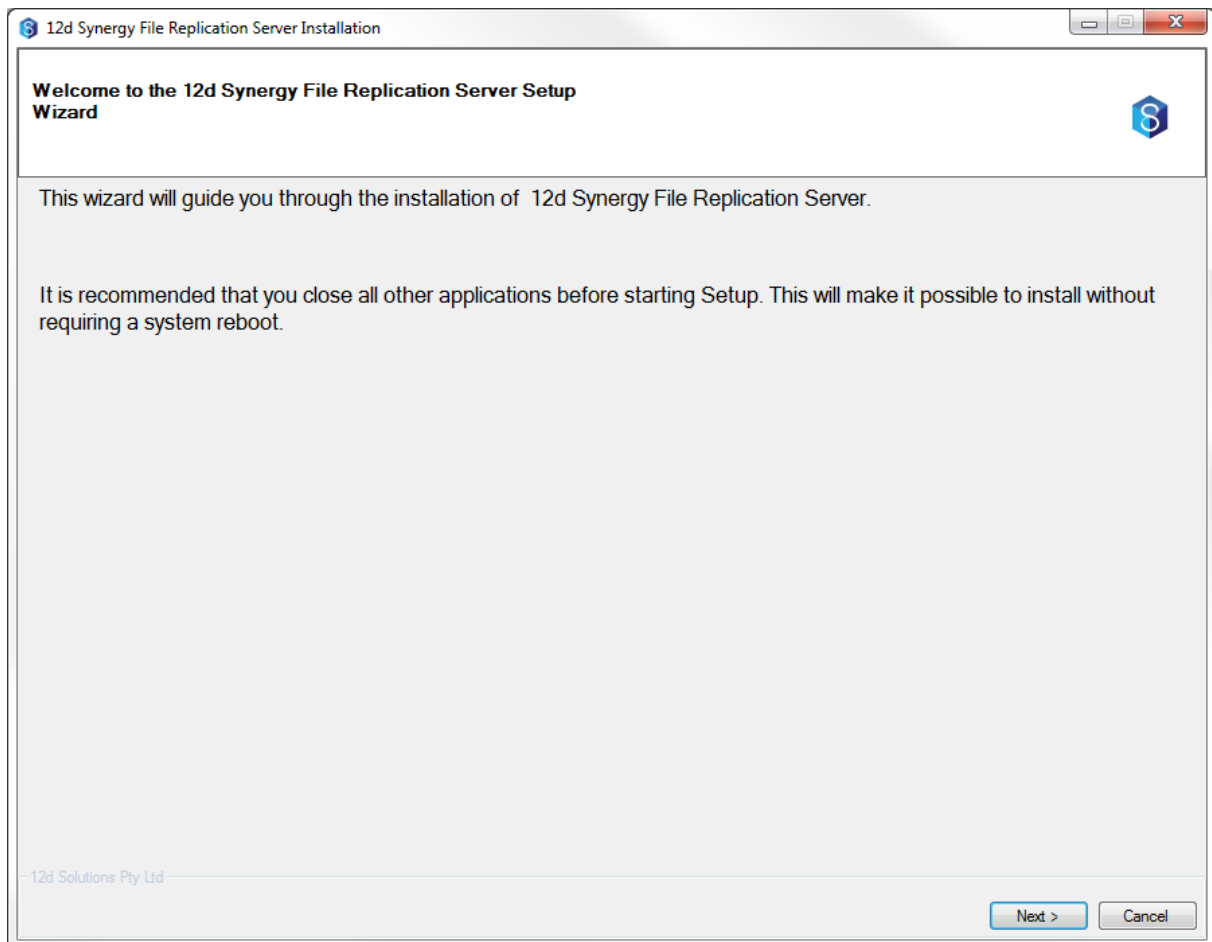 12d Synergy File Replication Server Installation
Welcome to the 12d Synergy File Replication Server Setup
Wizard
This wizard will guide you through the installation of  12d Synergy File Replication Server.
It is recommended that you close all other applications before starting Setup. This will make it possible to install without
requiring a system reboot.
12d Solutions Pty Ltd
Next >
Cancel